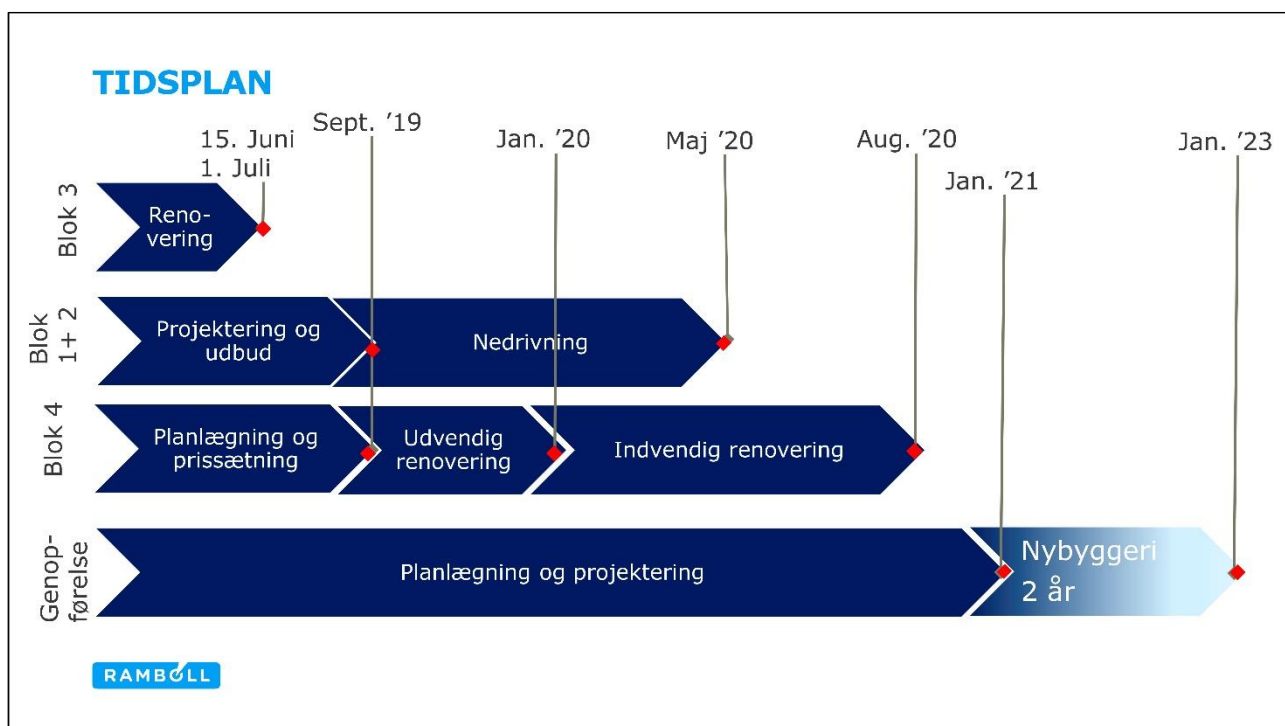 TIDSPLAN
15. Juni
1. Juli
Sept. '19
Jan. '20
Maj '20
Aug. '20
Jan. '21
Jan. '23
Blok 3
Reno-
vering
Blok
1+ 2
Projektering og
udbud
Nedrivning
Blok 4
Planlægning og
prissætning
Udvendig
renovering
Indvendig renovering
Genop-
førelse
Planlægning og projektering
Nybyggeri
2 år
RAMBOLL